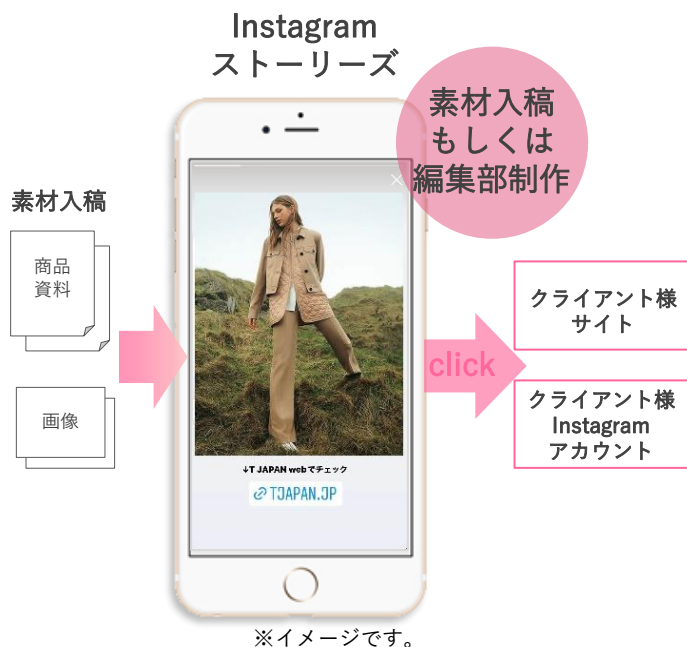 Instagram
ストーリーズ
素材入稿
もしくは
編集部制作
素材入稿
商品
資料
画像
↓T JAPAN webでチェック
TJAPAN.JP
click
クライアント様
サイト
クライアント様
Instagram
アカウント
※イメージです。